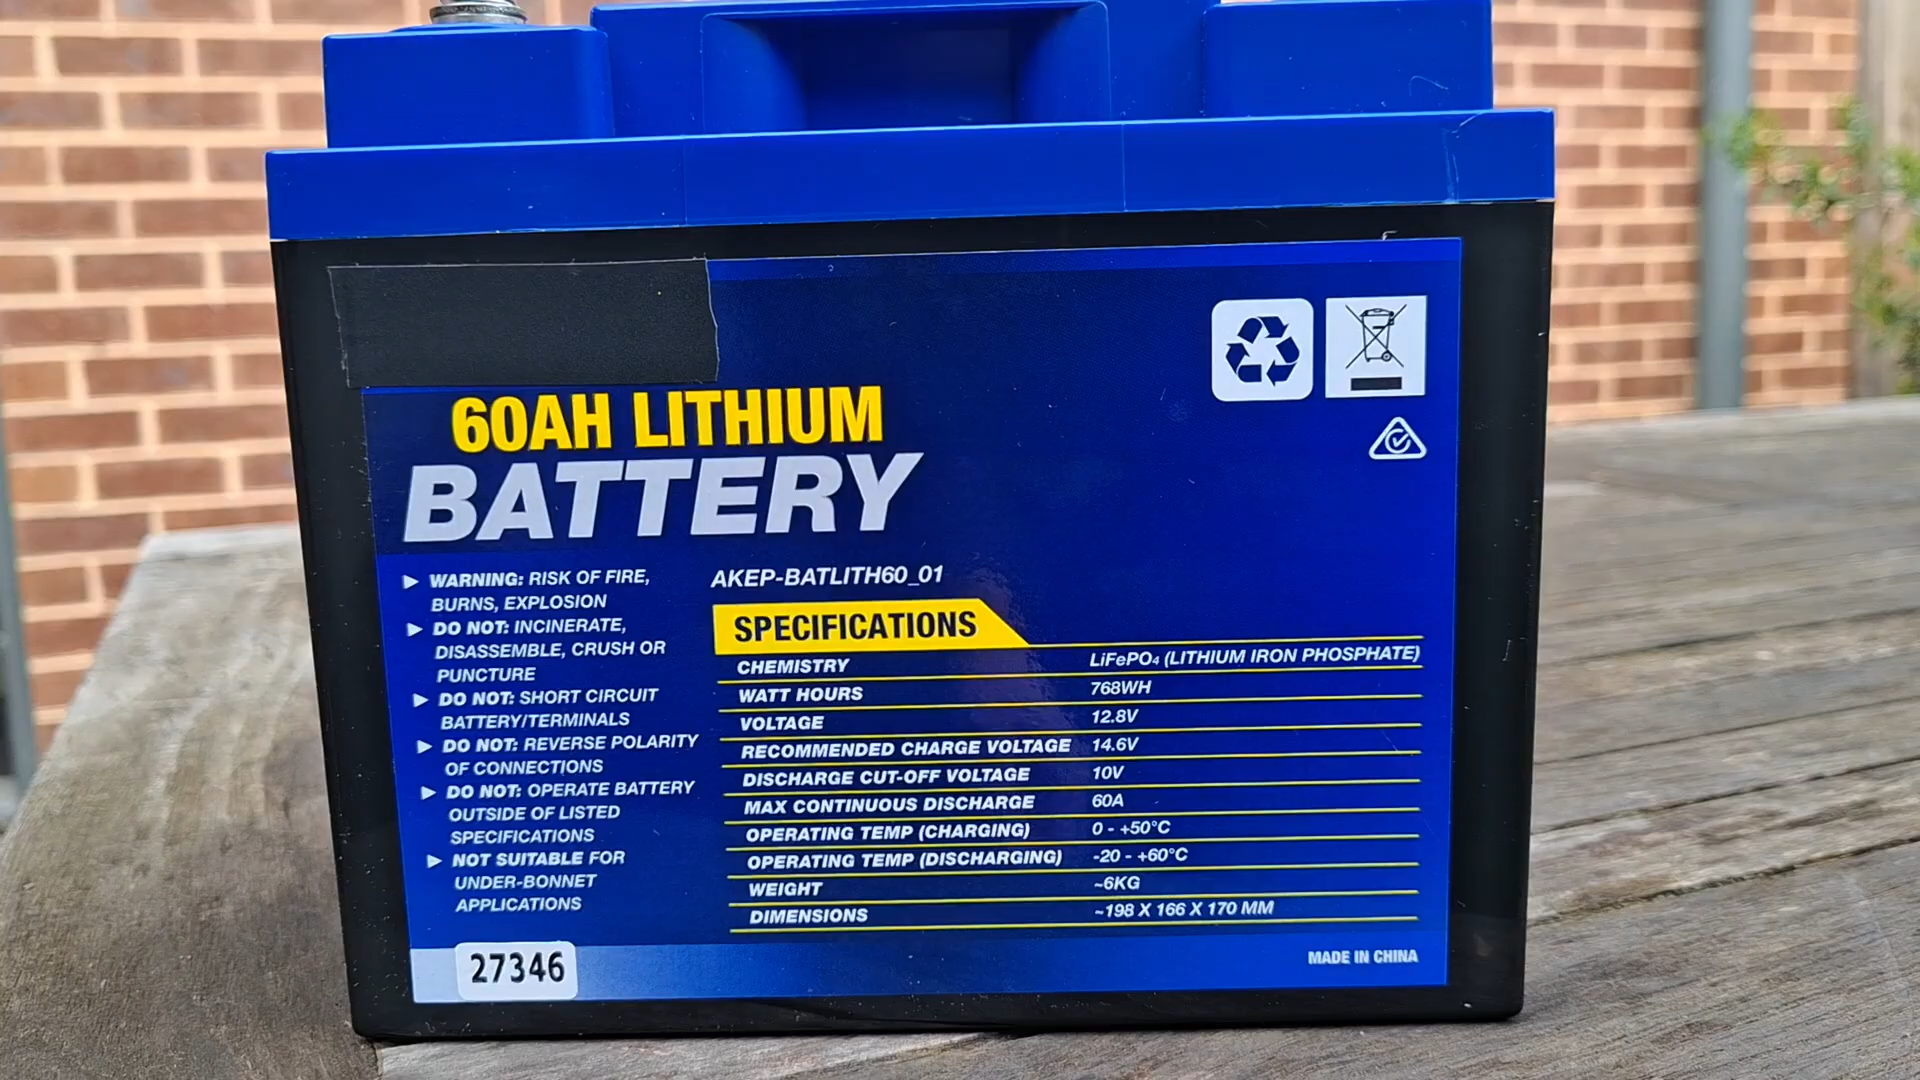 60AH LITHIUM
BATTERY
WARNING: RISK OF FIRE,
BURNS, EXPLOSION
DO NOT: INCINERATE,
DISASSEMBLE, CRUSH OR
PUNCTURE
DO NOT: SHORT CIRCUIT
BATTERY/TERMINALS
DO NOT: REVERSE POLARITY
OF CONNECTIONS
DO NOT: OPERATE BATTERY
OUTSIDE OF LISTED
SPECIFICATIONS
NOT SUITABLE FOR
UNDER-BONNET
APPLICATIONS
AKEP-BATLITH60_01
SPECIFICATIONS
CHEMISTRY LiFePO₄ (LITHIUM IRON PHOSPHATE)
WATT HOURS 768WH
VOLTAGE 12.8V
RECOMMENDED CHARGE VOLTAGE 14.6V
DISCHARGE CUT-OFF VOLTAGE 10V
MAX CONTINUOUS DISCHARGE 60A
OPERATING TEMP (CHARGING) 0 - +50°C
OPERATING TEMP (DISCHARGING) -20 - +60°C
WEIGHT ~6KG
DIMENSIONS ~198 X 166 X 170 MM
27346
MADE IN CHINA